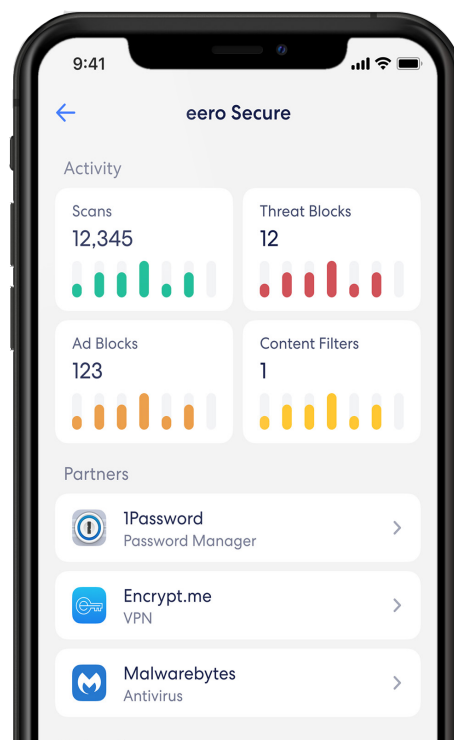 9:41
eero Secure
Activity
Scans
12,345
Threat Blocks
12
Ad Blocks
123
Content Filters
1
Partners
1Password
Password Manager
Encrypt.me
VPN
Malwarebytes
Antivirus